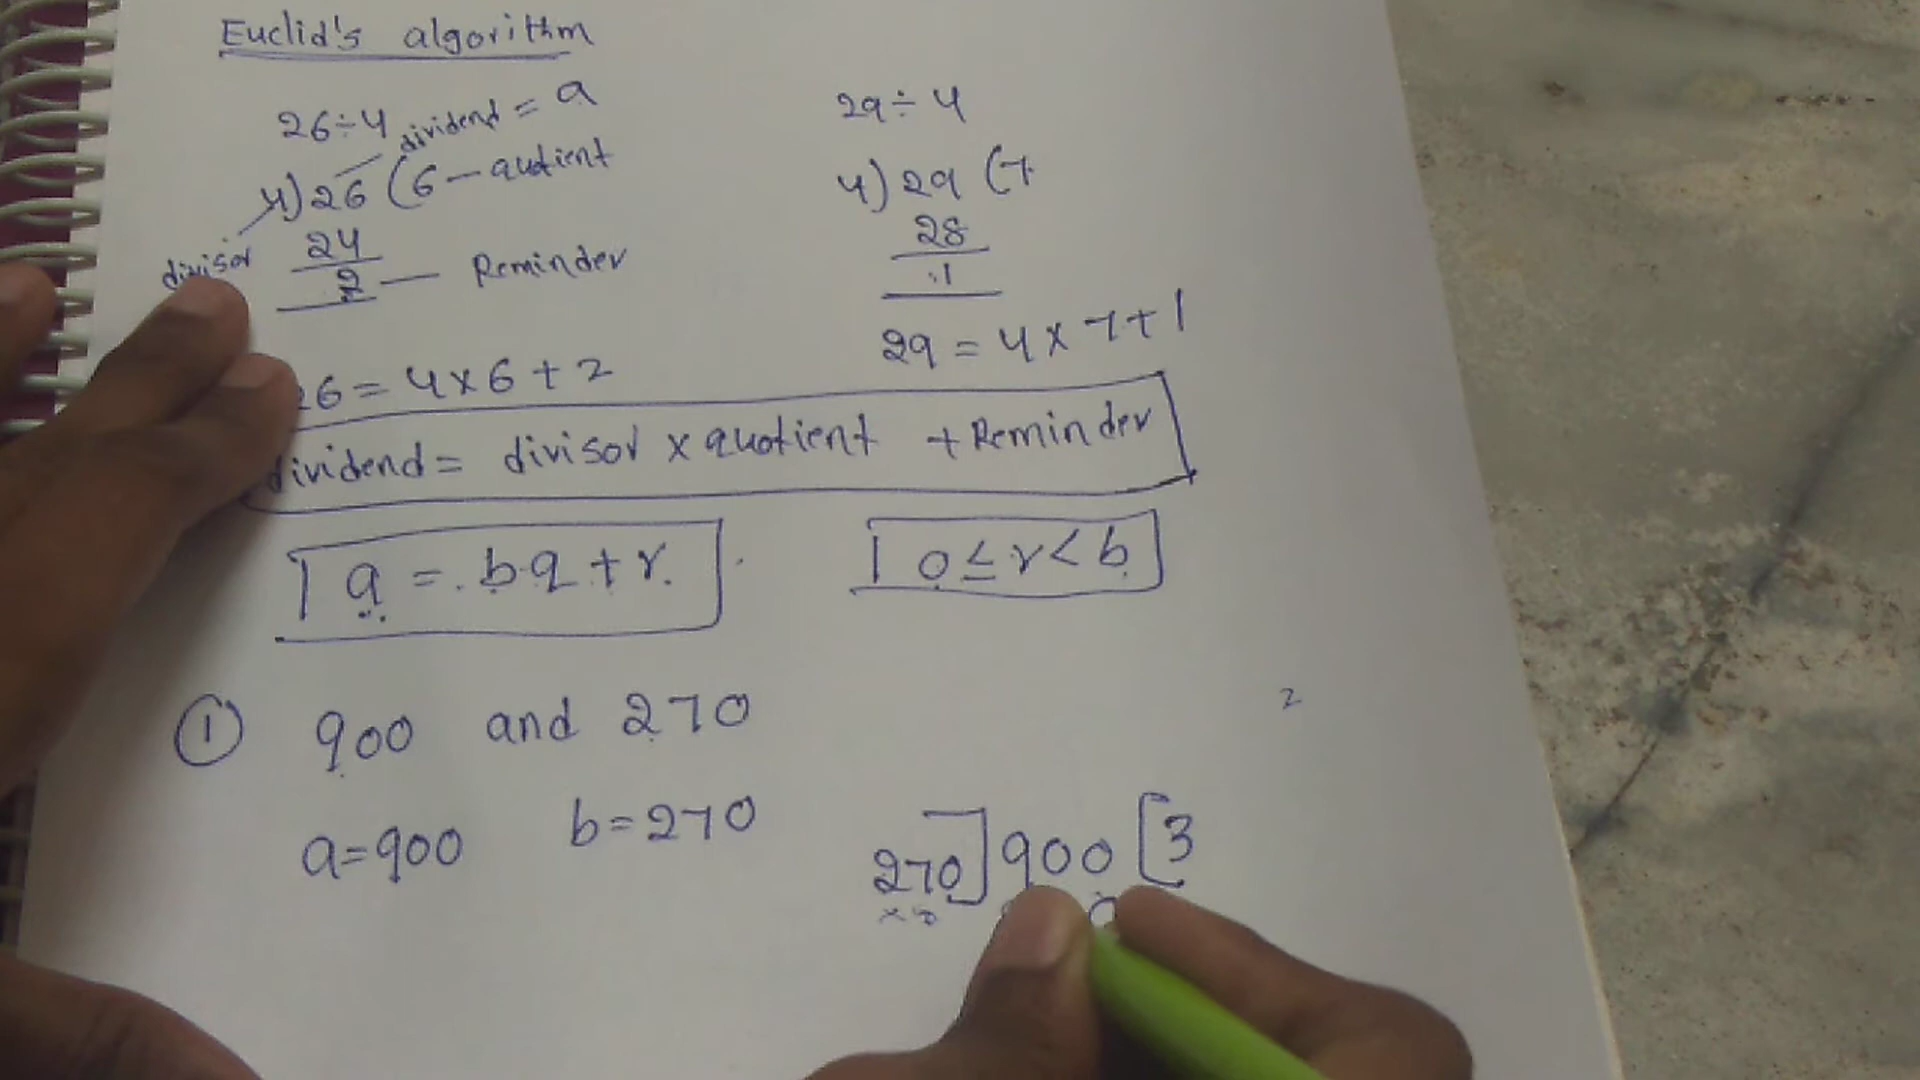 Euclid's algorithm
26÷4
dividend = a
4)26(6 — quotient
divisor
24
2 — Reminder
26 = 4×6+2
29÷4
4)29(7
28
1
29 = 4×7+1
dividend = divisor × quotient + Reminder
a = bq+r
0≤r<b
① 900 and 270
2
a=900 b=270
270]900[3